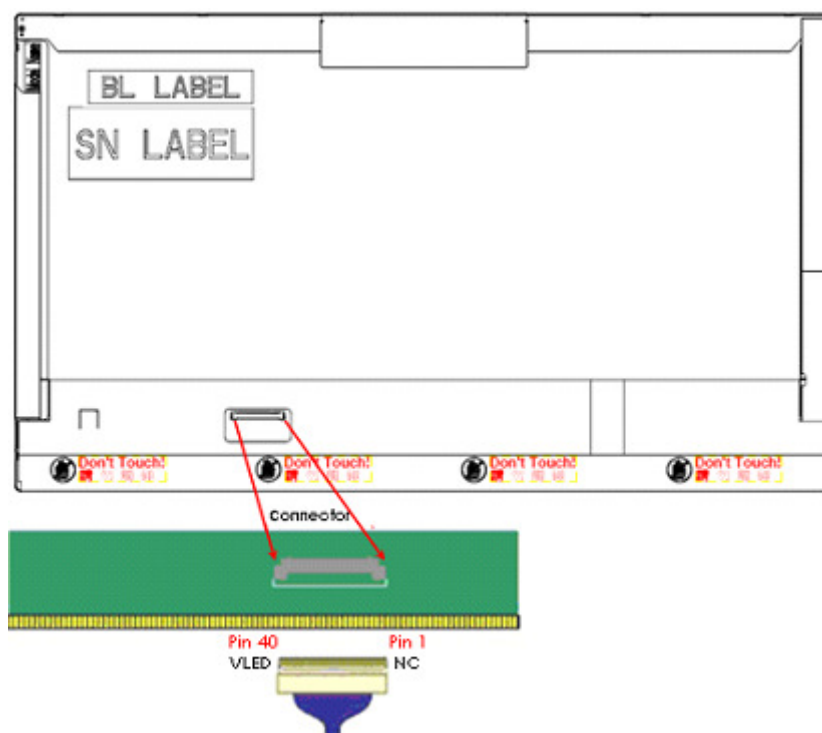 BL LABEL
SN LABEL
Don't Touch!
Don't Touch!
Don't Touch!
Don't Touch!
Connector
Pin 40 Pin 1
VLED NC